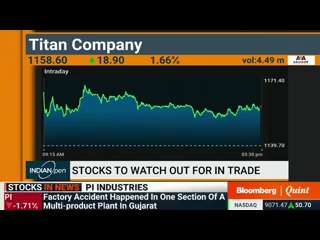 Titan Company
1158.60 18.90 1.66% vol:4.49 m
Intraday
1171.40
1139.70
09:15 AM 03:30 pm
INDIAN open STOCKS TO WATCH OUT FOR IN TRADE
STOCKS IN NEWS PI INDUSTRIES Bloomberg Quint
PI Factory Accident Happened In One Section Of A
-1.71% Multi-product Plant In Gujarat NASDAQ 9071.47 50.70